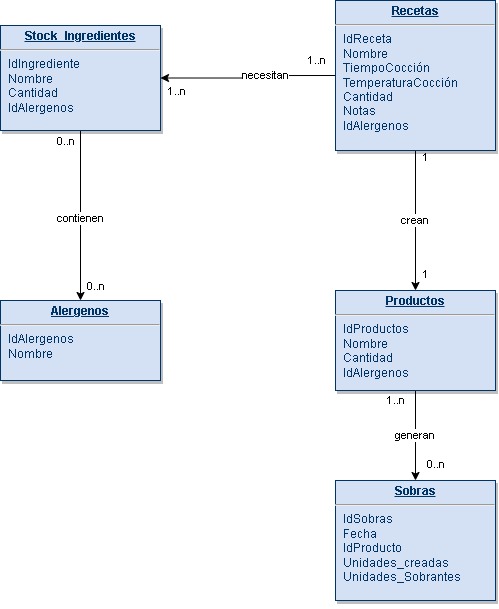 Stock_Ingredientes
IdIngrediente
Nombre
Cantidad
IdAlergenos
Recetas
IdReceta
Nombre
TiempoCocción
TemperaturaCocción
Cantidad
Notas
IdAlergenos
1..n
necesitan
1..n
0..n
contienen
0..n
1
crean
1
Alergenos
IdAlergenos
Nombre
Productos
IdProductos
Nombre
Cantidad
IdAlergenos
1..n
generan
0..n
Sobras
IdSobras
Fecha
IdProducto
Unidades_creadas
Unidades_Sobrantes